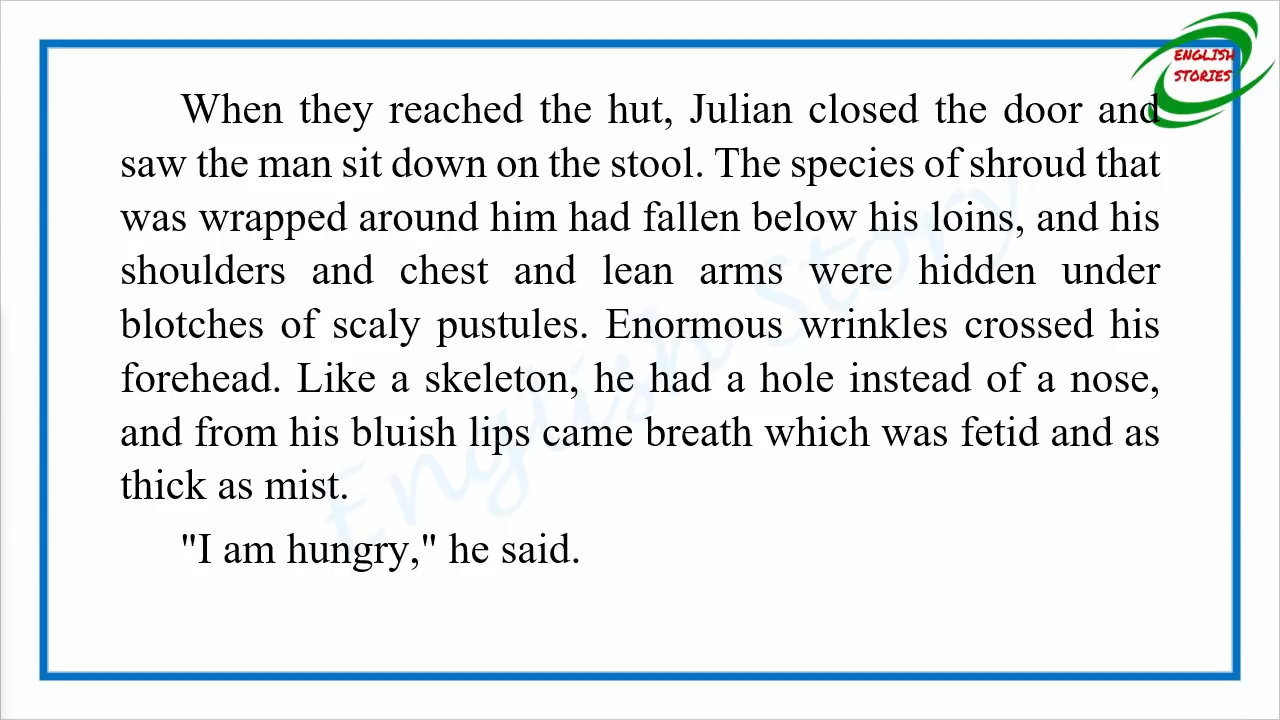 ENGLISH
STORIES
When they reached the hut, Julian closed the door and
saw the man sit down on the stool. The species of shroud that
was wrapped around him had fallen below his loins, and his
shoulders and chest and lean arms were hidden under
blotches of scaly pustules. Enormous wrinkles crossed his
forehead. Like a skeleton, he had a hole instead of a nose,
and from his bluish lips came breath which was fetid and as
thick as mist.
"I am hungry," he said.
English Story